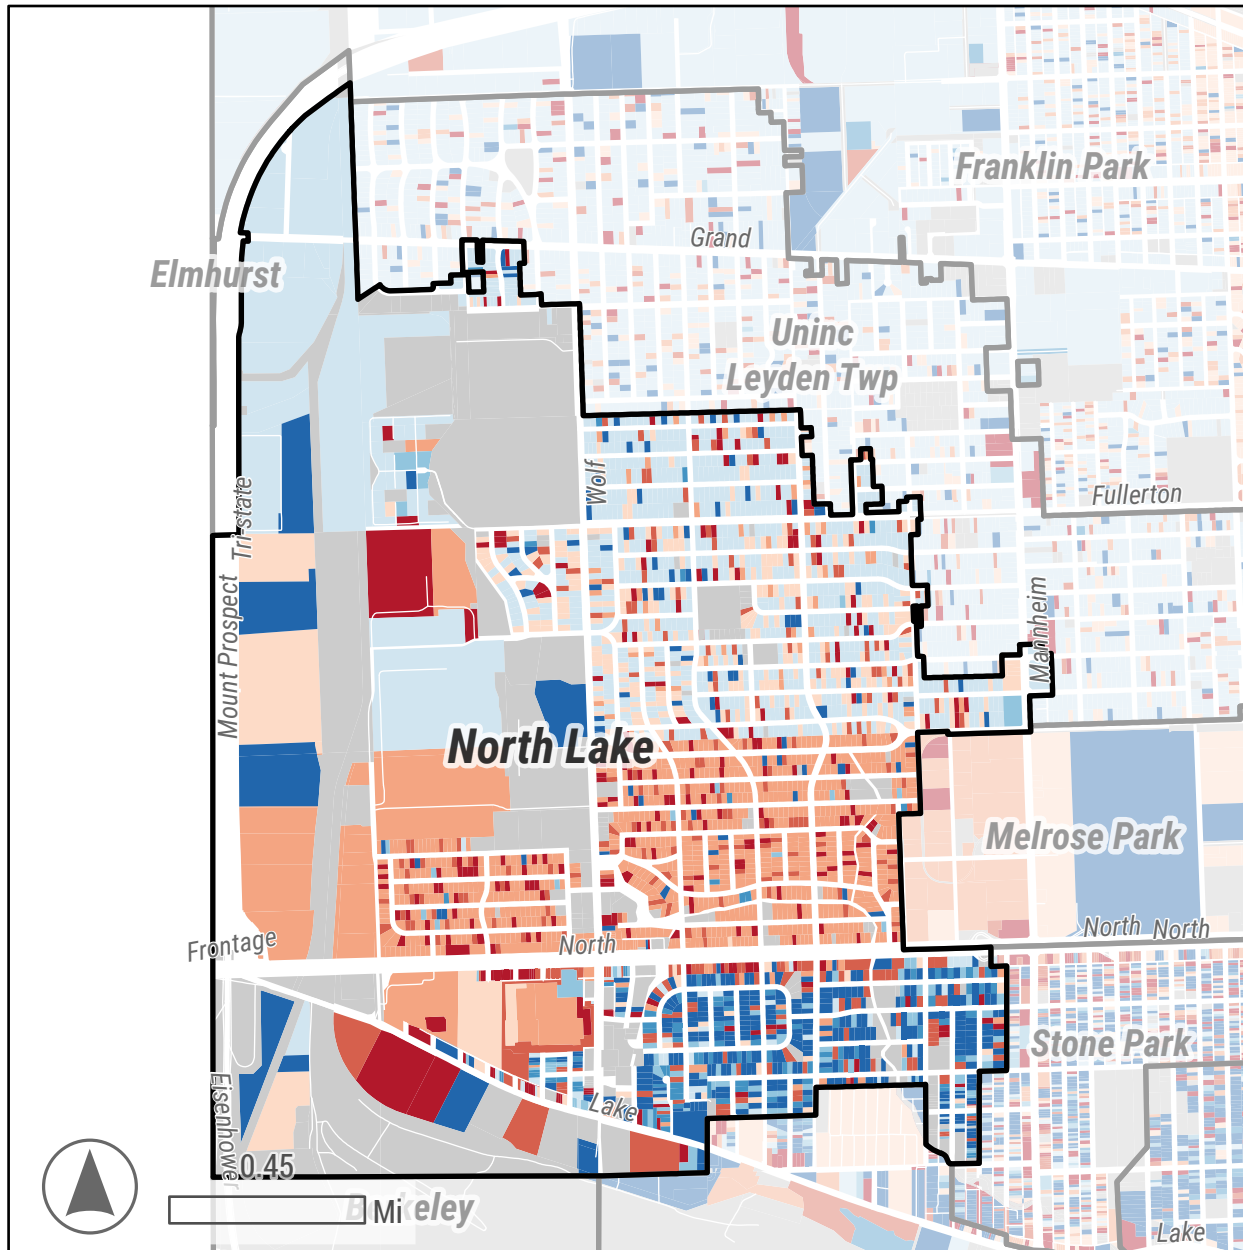 Franklin Park
Grand
Elmhurst
Uninc
Leyden Twp
Wolf
Tri-state
Fullerton
Mount Prospect
Mannheim
North Lake
Melrose Park
Frontage
North
North North
Stone Park
Eisenhower
Lake
0.45
Mi
Berkeley
Lake